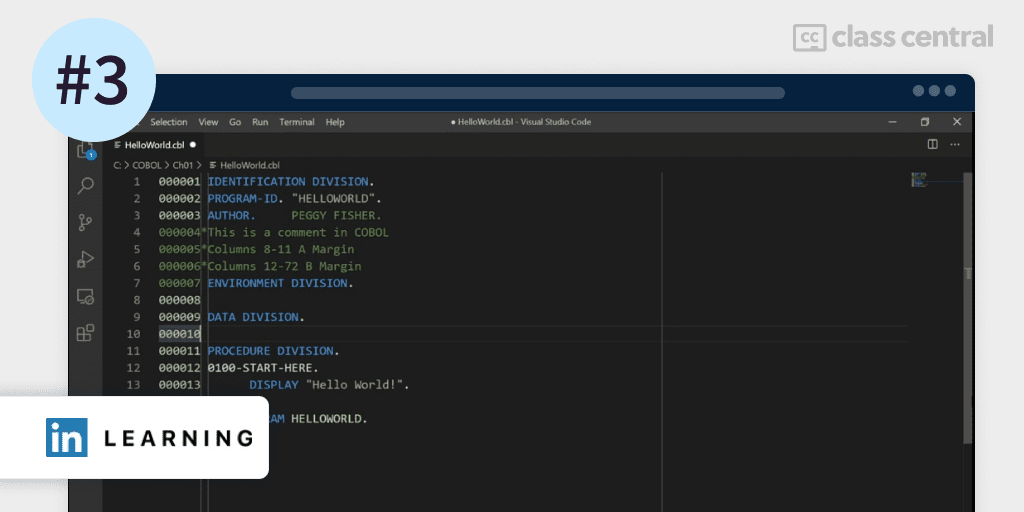 #3
class central
Selection View Go Run Terminal Help
● HelloWorld.cbl - Visual Studio Code
HelloWorld.cbl ●
C: > COBOL > Ch01 > HelloWorld.cbl
1 000001 IDENTIFICATION DIVISION.
2 000002 PROGRAM-ID. "HELLOWORLD".
3 000003 AUTHOR. PEGGY FISHER.
4 000004*This is a comment in COBOL
5 000005*Columns 8-11 A Margin
6 000006*Columns 12-72 B Margin
7 000007 ENVIRONMENT DIVISION.
8 000008
9 000009 DATA DIVISION.
10 000010
11 000011 PROCEDURE DIVISION.
12 000012 0100-START-HERE.
13 000013 DISPLAY "Hello World!".
HELLOWORLD.
in LEARNING